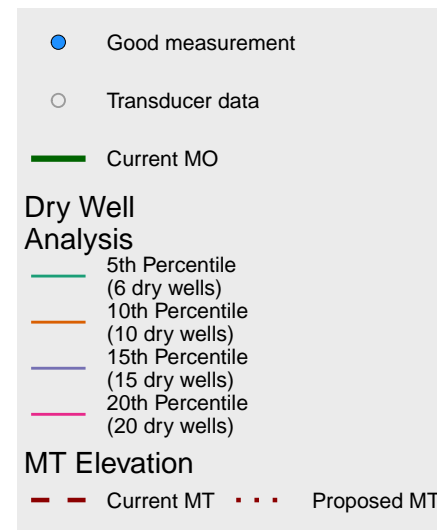 Good measurement
Transducer data
Current MO
Dry Well
Analysis
5th Percentile
(6 dry wells)
10th Percentile
(10 dry wells)
15th Percentile
(15 dry wells)
20th Percentile
(20 dry wells)
MT Elevation
Current MT Proposed MT